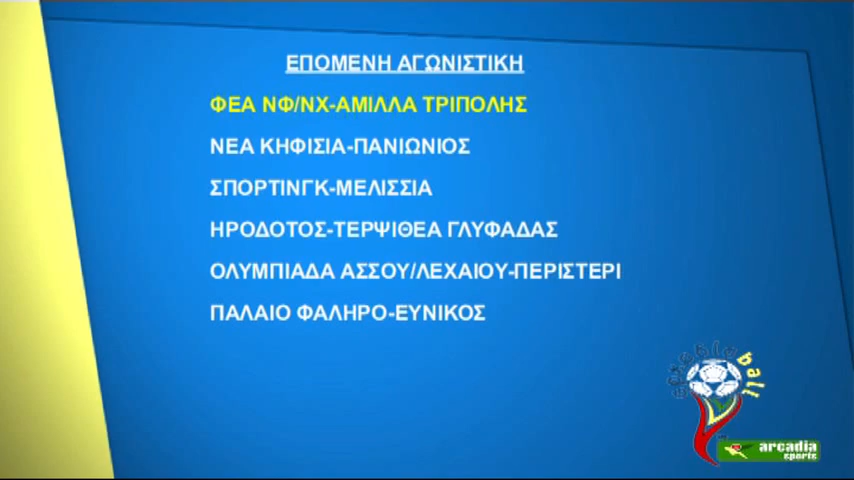 ΕΠΟΜΕΝΗ ΑΓΩΝΙΣΤΙΚΗ
ΦΕΑ ΝΦ/ΝΧ-ΑΜΙΛΛΑ ΤΡΙΠΟΛΗΣ
ΝΕΑ ΚΗΦΙΣΙΑ-ΠΑΝΙΩΝΙΟΣ
ΣΠΟΡΤΙΝΓΚ-ΜΕΛΙΣΣΙΑ
ΗΡΟΔΟΤΟΣ-ΤΕΡΨΙΘΕΑ ΓΛΥΦΑΔΑΣ
ΟΛΥΜΠΙΑΔΑ ΑΣΣΟΥ/ΛΕΧΑΙΟΥ-ΠΕΡΙΣΤΕΡΙ
ΠΑΛΑΙΟ ΦΑΛΗΡΟ-ΕΥΝΙΚΟΣ
ball
arcadia
sports